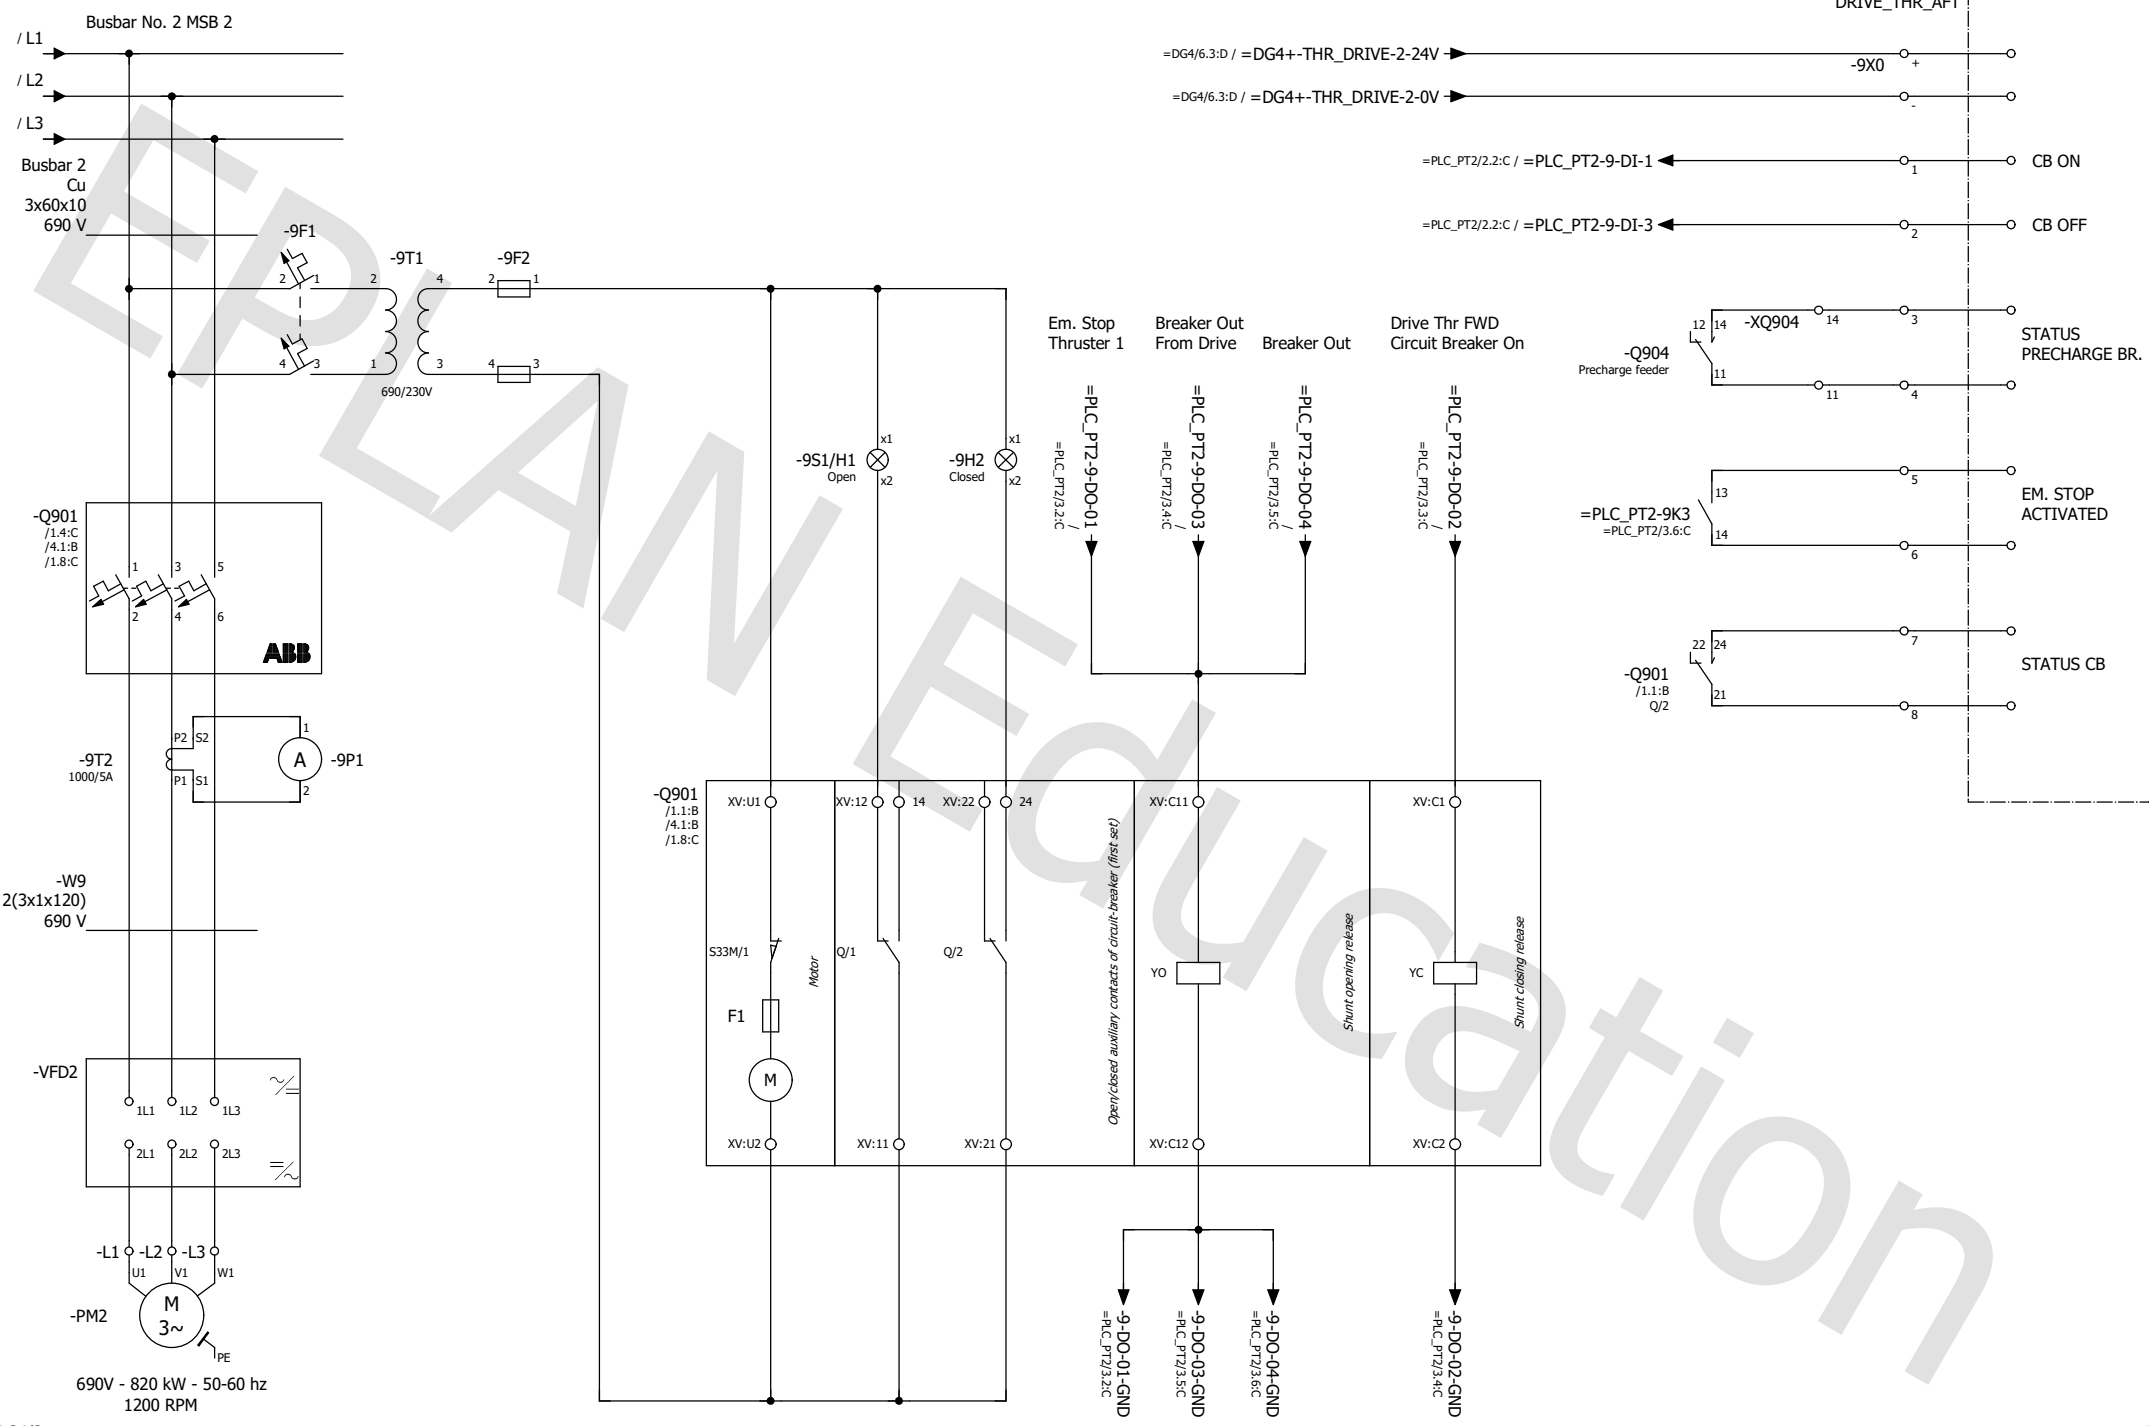 Busbar No. 2 MSB 2
/ L1
/ L2
/ L3
Busbar 2
Cu
3x60x10
690 V
-9F1
2 1
4 3
-9T1
2 4
1 3
690/230V
-9F2
2 1
4 3
-Q901
/1.4:C
/4.1:B
/1.8:C
1 3 5
2 4 6
ABB
-9T2
1000/5A
P2 S2
P1 S1
1
A
2
-9P1
-W9
2(3x1x120)
690 V
-VFD2
1L1 1L2 1L3
2L1 2L2 2L3
-L1 -L2 -L3
U1 V1 W1
-PM2
M
3~
PE
690V - 820 kW - 50-60 hz
1200 RPM
-9S1/H1
Open
x1
x2
-9H2
Closed
x1
x2
Em. Stop
Thruster 1
=PLC_PT2-9-DO-01
=PLC_PT2/3.2:C /
Breaker Out
From Drive
=PLC_PT2-9-DO-03
=PLC_PT2/3.4:C /
Breaker Out
=PLC_PT2-9-DO-04
=PLC_PT2/3.5:C /
Drive Thr FWD
Circuit Breaker On
=PLC_PT2-9-DO-02
=PLC_PT2/3.3:C /
-Q901
/1.1:B
/4.1:B
/1.8:C
XV:U1
XV:12 14
XV:22 24
XV:C11
XV:C1
S33M/1
F1
M
Motor
Q/1
Q/2
Open/closed auxiliary contacts of circuit-breaker (first set)
YO
Shunt opening release
YC
Shunt closing release
XV:U2
XV:11
XV:21
XV:C12
XV:C2
-9-DO-01-GND
=PLC_PT2/3.2:C
-9-DO-03-GND
=PLC_PT2/3.5:C
-9-DO-04-GND
=PLC_PT2/3.6:C
-9-DO-02-GND
=PLC_PT2/3.4:C
DRIVE_THR_AFT
=DG4/6.3:D / =DG4+-THR_DRIVE-2-24V
-9X0 +
=DG4/6.3:D / =DG4+-THR_DRIVE-2-0V
-
=PLC_PT2/2.2:C / =PLC_PT2-9-DI-1
1
CB ON
=PLC_PT2/2.2:C / =PLC_PT2-9-DI-3
2
CB OFF
-Q904
Precharge feeder
12 14
11
-XQ904
14
11
3
4
STATUS
PRECHARGE BR.
=PLC_PT2-9K3
=PLC_PT2/3.6:C
13
14
5
6
EM. STOP
ACTIVATED
-Q901
/1.1:B
Q/2
22 24
21
7
8
STATUS CB
EPLAN Education